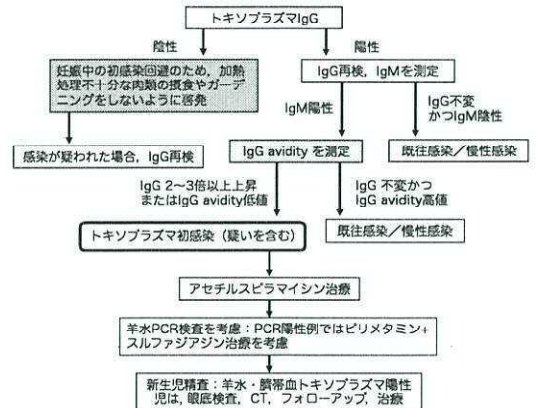 トキソプラズマIgG
陰性
陽性
妊娠中の初感染回避のため，加熱
処理不十分な肉類の摂食やガーデ
ニングをしないように啓発
IgG再検，IgMを測定
IgM陽性
IgG不変
かつIgM陰性
感染が疑われた場合，IgG再検
IgG avidity を測定
既往感染／慢性感染
IgG 2～3倍以上上昇
またはIgG avidity低値
IgG 不変かつ
IgG avidity高値
トキソプラズマ初感染（疑いを含む）
既往感染／慢性感染
アセチルスピラマイシン治療
羊水PCR検査を考慮：PCR陽性例ではピリメタミン+
スルファジアジン治療を考慮
新生児精査：羊水・臍帯血トキソプラズマ陽性
児は，眼底検査，CT，フォローアップ，治療